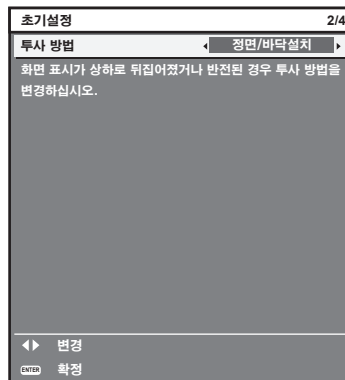 초기설정 2/4
투사 방법 정면/바닥설치
화면 표시가 상하로 뒤집어졌거나 반전된 경우 투사 방법을
변경하십시오.
변경
ENTER 확정